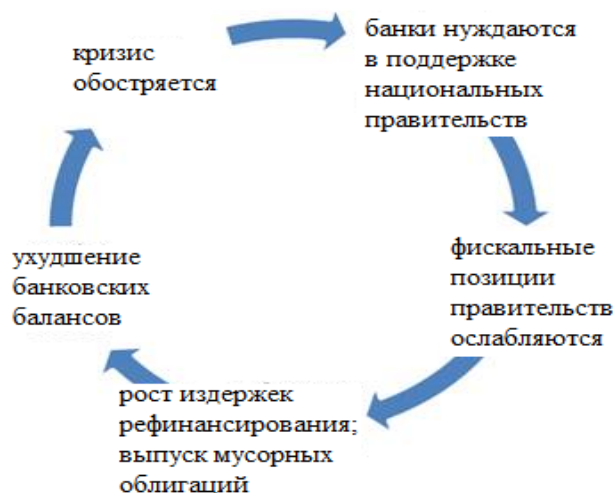 кризис
обостряется
банки нуждаются
в поддержке
национальных
правительств
фискальные
позиции
правительств
ослабляются
рост издержек
рефинансирования;
выпуск мусорных
облигаций
ухудшение
банковских
балансов